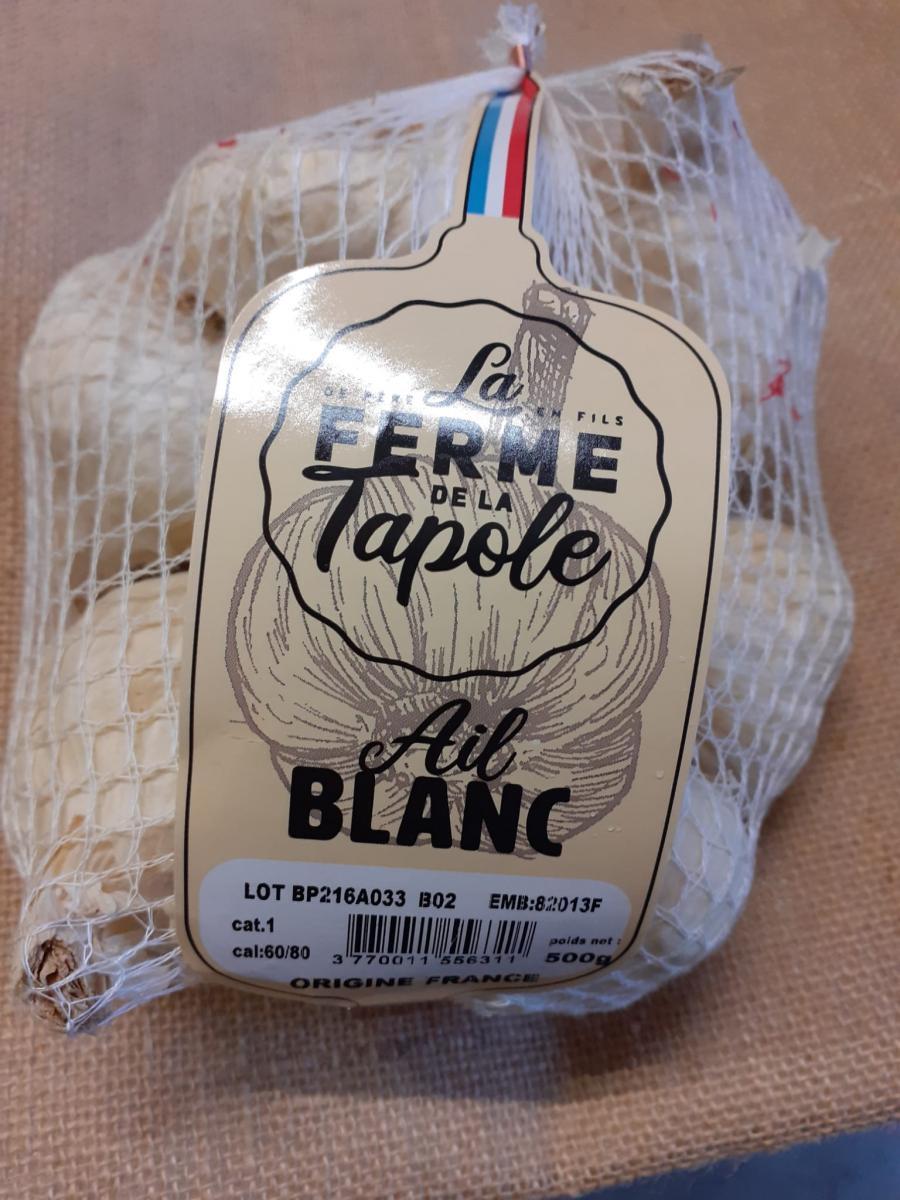 La
DE PÈRE EN FILS
FERME
DE LA
Tapole
Ail
BLANC
LOT BP216A033 B02 EMB:82013F
cat.1
cal:60/80
3 770011 556311
poids net :
500g
ORIGINE FRANCE